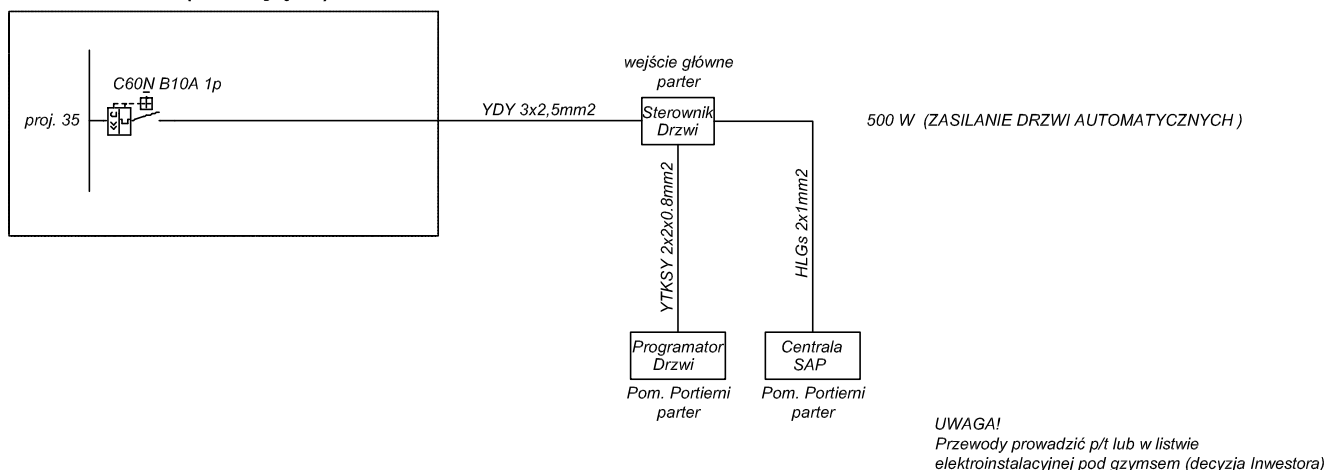 C60N B10A 1p
proj. 35
YDY 3x2,5mm2
wejście główne
parter
Sterownik
Drzwi
500 W (ZASILANIE DRZWI AUTOMATYCZNYCH )
YTKSY 2x2x0.8mm2
HLGs 2x1mm2
Programator
Drzwi
Pom. Portierni
parter
Centrala
SAP
Pom. Portierni
parter
UWAGA!
Przewody prowadzić p/t lub w listwie
elektroinstalacyjnej pod gzymsem (decyzja Inwestora)